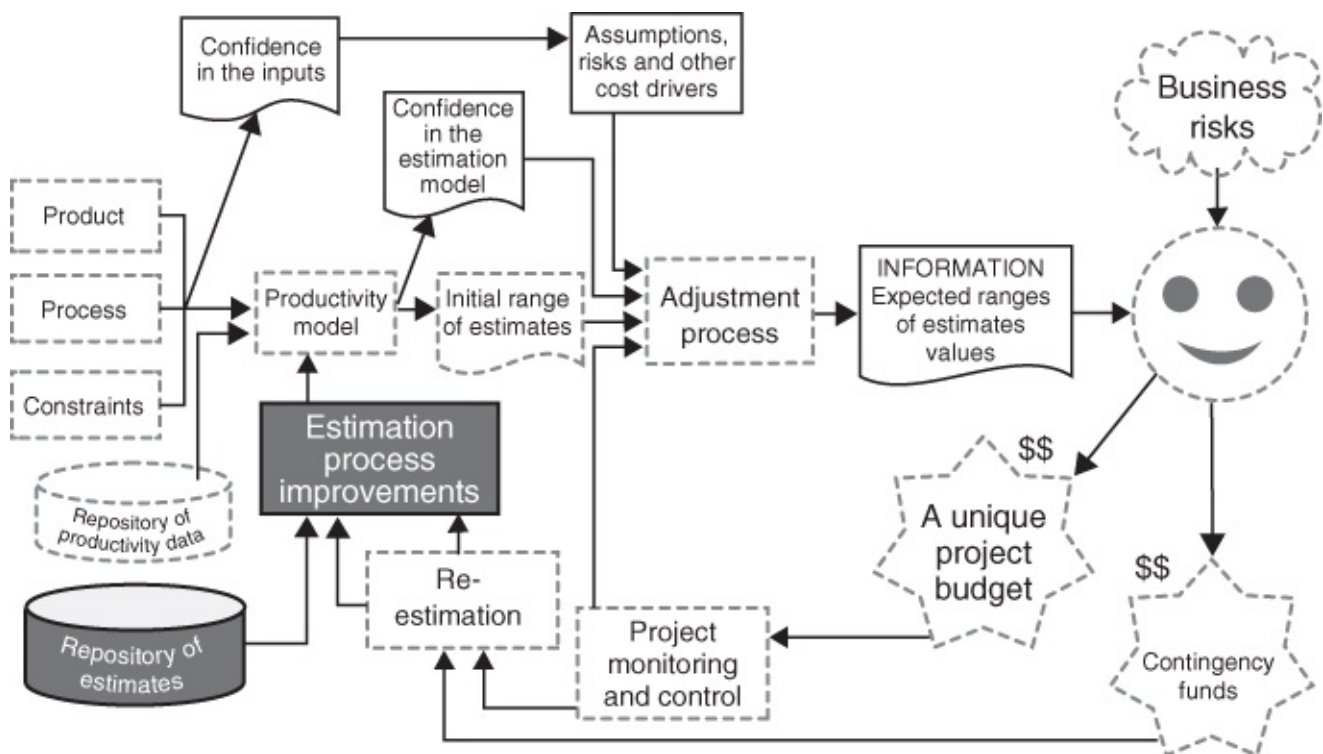 Confidence
in the inputs
Assumptions,
risks and other
cost drivers
Business
risks
Confidence
in the
estimation
model
Product
Process
Constraints
Productivity
model
Initial range
of estimates
Adjustment
process
INFORMATION
Expected ranges
of estimates
values
Repository of
productivity data
Estimation
process
improvements
Repository of
estimates
Re-
estimation
Project
monitoring
and control
$$
A unique
project
budget
$$
Contingency
funds